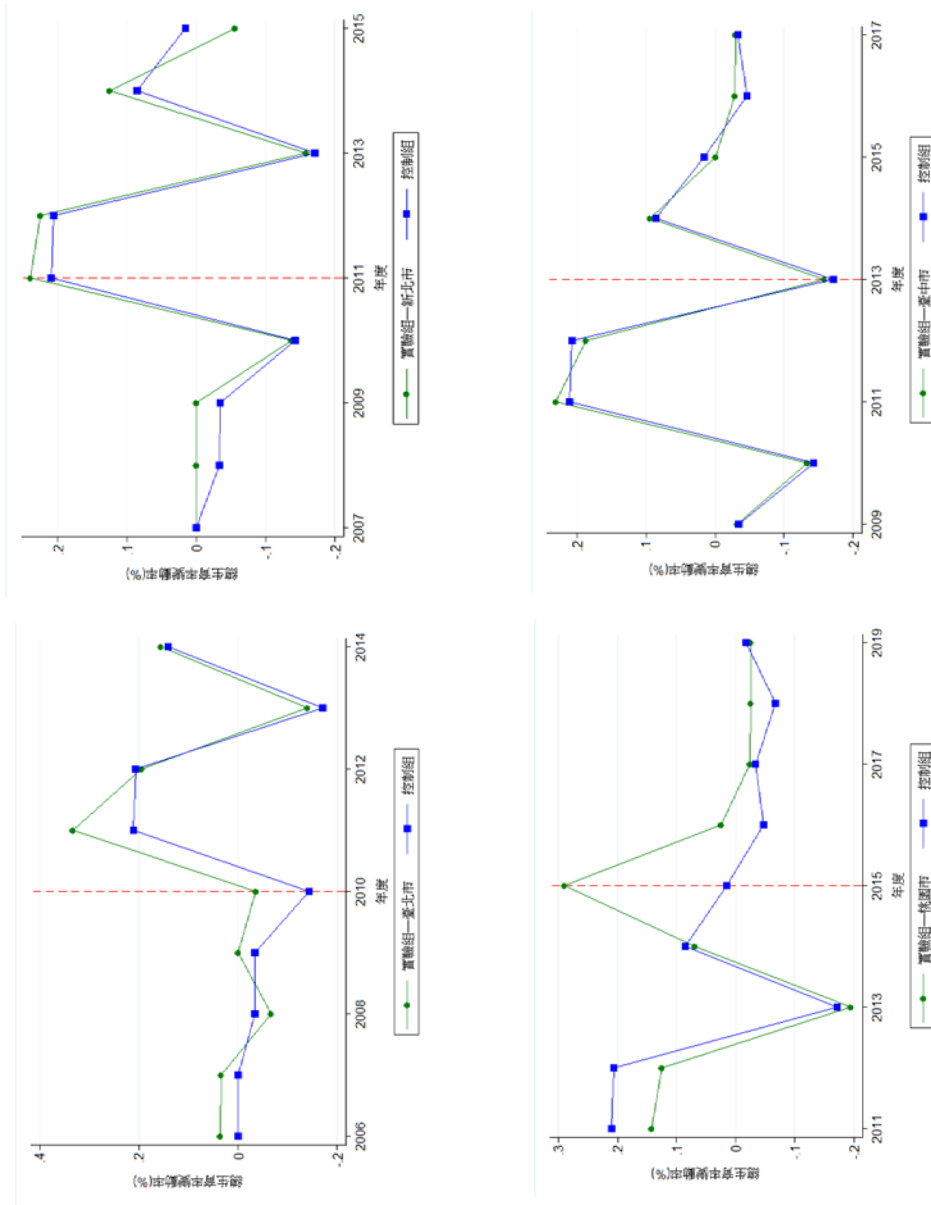 總生育率變動率(%)
.4
.2
0
-.2
2006
2008
2010
2012
2014
年度
實驗組—臺北市
控制組
總生育率變動率(%)
.2
.1
0
-.1
-.2
2007
2009
2011
2013
2015
年度
實驗組—新北市
控制組
總生育率變動率(%)
.3
.2
.1
0
-.1
-.2
2011
2013
2015
2017
2019
年度
實驗組—桃園市
控制組
總生育率變動率(%)
.2
.1
0
-.1
-.2
2009
2011
2013
2015
2017
年度
實驗組—臺中市
控制組